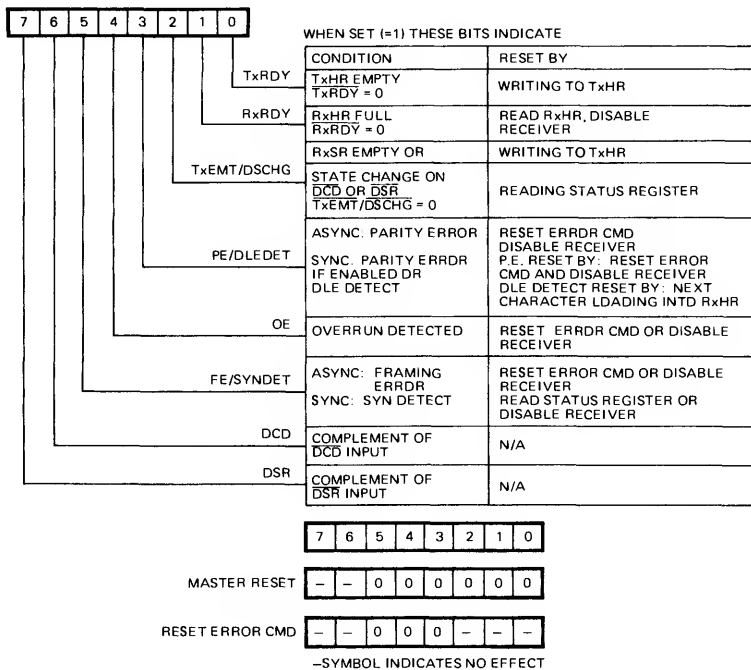 7 6 5 4 3 2 1 0
WHEN SET (=1) THESE BITS INDICATE
CONDITION RESET BY
TxRDY TxHR EMPTY WRITING TO TxHR
TxRDY = 0
RxRDY RxHR FULL READ RxHR, DISABLE
RxRDY = 0 RECEIVER
RxSR EMPTY OR WRITING TO TxHR
TxEMT/DSCHG STATE CHANGE ON
DCD OR DSR READING STATUS REGISTER
TxEMT/DSCHG = 0
ASYNC. PARITY ERROR RESET ERRDR CMD
DISABLE RECEIVER
PE/DLEDET SYNC. PARITY ERRDR P.E. RESET BY: RESET ERROR
IF ENABLED DR CMD AND DISABLE RECEIVER
DLE DETECT DLE DETECT RESET BY: NEXT
CHARACTER LDADING INTD RxHR
OE OVERRUN DETECTED RESET ERRDR CMD OR DISABLE
RECEIVER
FE/SYNDET ASYNC: FRAMING RESET ERROR CMD OR DISABLE
ERRDR RECEIVER
SYNC: SYN DETECT READ STATUS REGISTER OR
DISABLE RECEIVER
DCD COMPLEMENT OF N/A
DCD INPUT
DSR COMPLEMENT OF N/A
DSR INPUT
7 6 5 4 3 2 1 0
MASTER RESET – – 0 0 0 0 0 0
RESET ERROR CMD – – 0 0 0 – – –
–SYMBOL INDICATES NO EFFECT